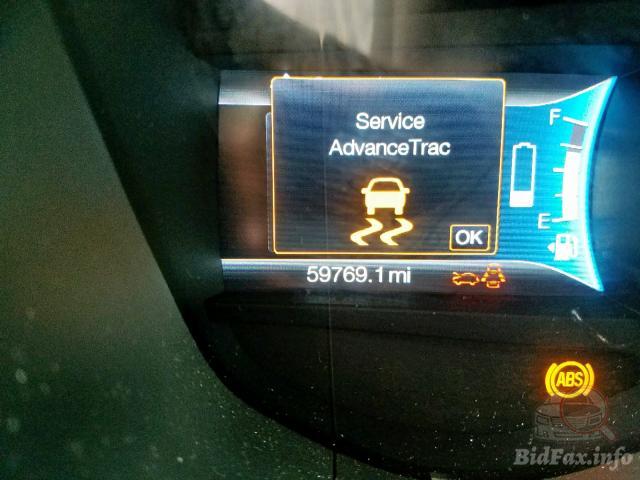 Service
AdvanceTrac
OK
F
E
59769.1 mi
ABS
BidFax.info